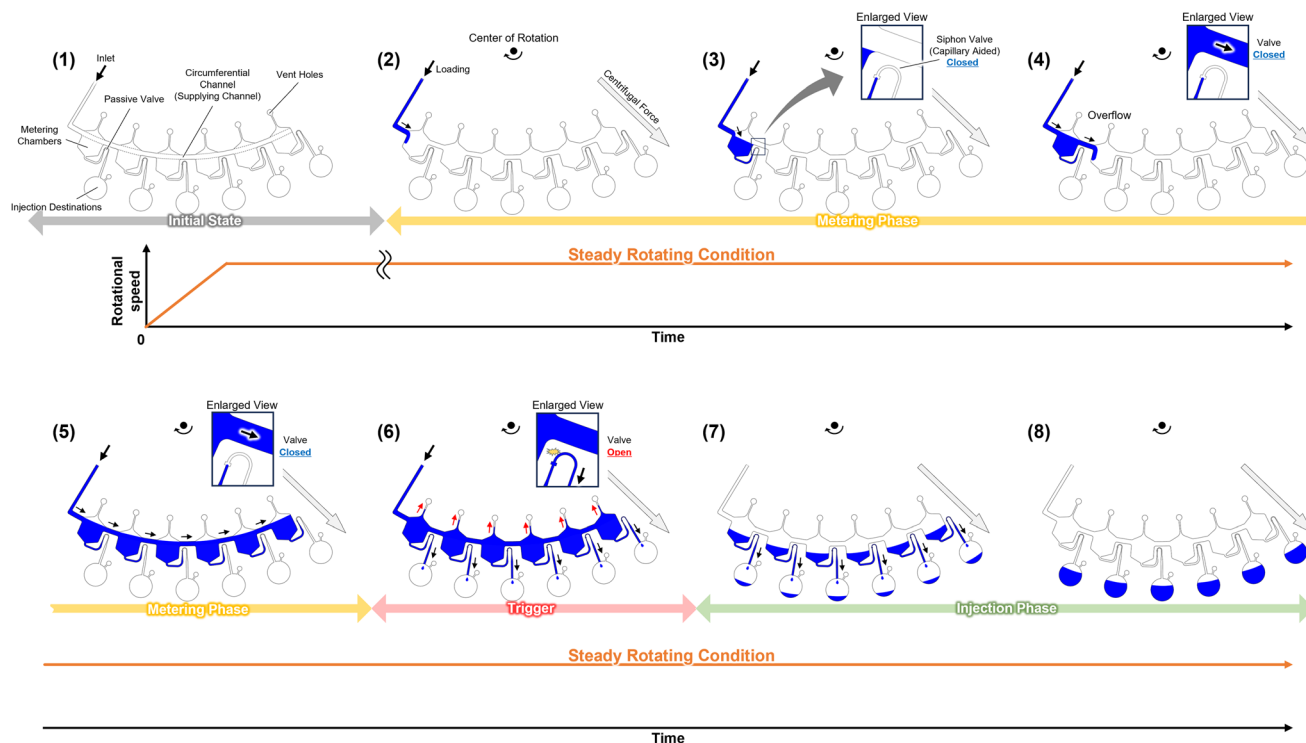 (1)
Inlet
Passive Valve
Circumferential
Channel
(Supplying Channel)
Vent Holes
Metering
Chambers
Injection Destinations
(2)
Center of Rotation
Loading
Centrifugal Force
(3)
Enlarged View
Siphon Valve
(Capillary Aided)
Closed
(4)
Enlarged View
Valve
Closed
Overflow
Initial State
Metering Phase
Rotational
speed
Steady Rotating Condition
0
Time
(5)
Enlarged View
Valve
Closed
(6)
Enlarged View
Valve
Open
(7)
(8)
Metering Phase
Trigger
Injection Phase
Steady Rotating Condition
Time